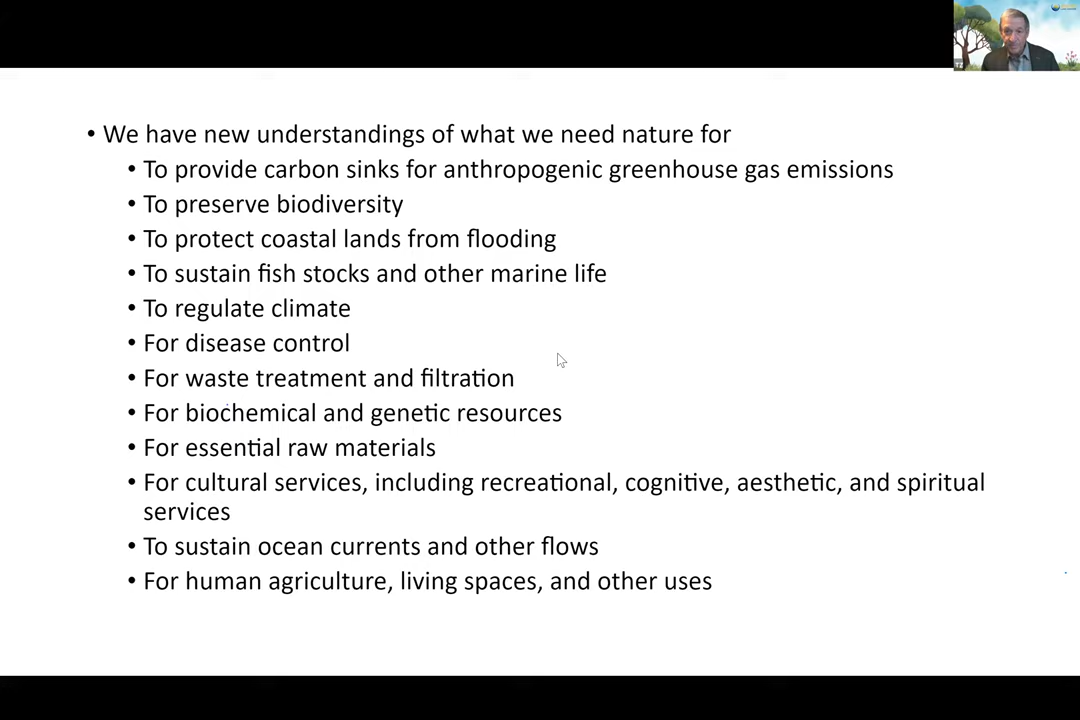 • We have new understandings of what we need nature for
• To provide carbon sinks for anthropogenic greenhouse gas emissions
• To preserve biodiversity
• To protect coastal lands from flooding
• To sustain fish stocks and other marine life
• To regulate climate
• For disease control
• For waste treatment and filtration
• For biochemical and genetic resources
• For essential raw materials
• For cultural services, including recreational, cognitive, aesthetic, and spiritual
services
• To sustain ocean currents and other flows
• For human agriculture, living spaces, and other uses